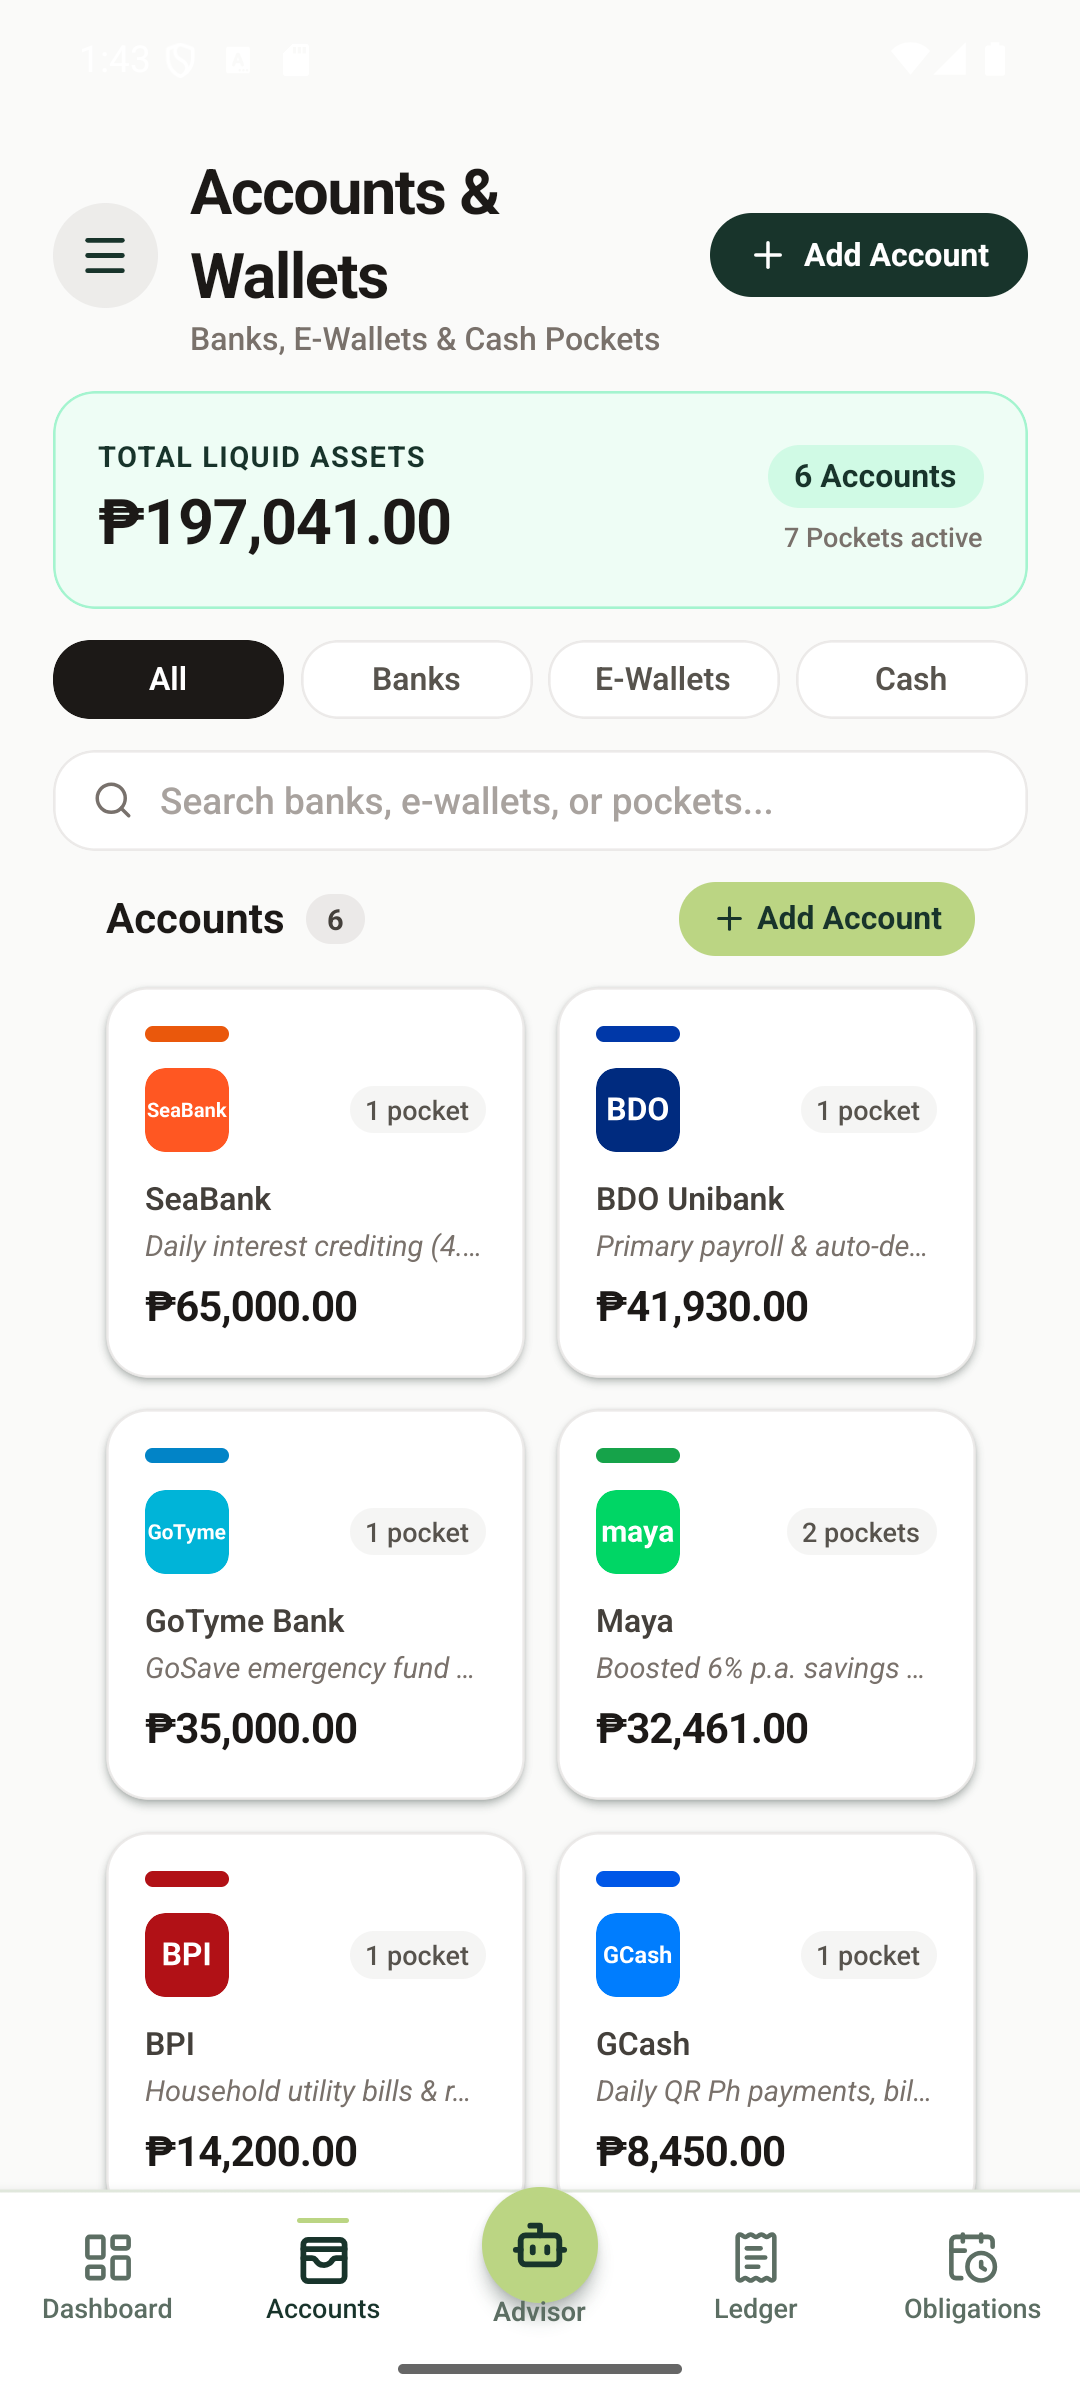 1:43
Accounts &
Wallets
Banks, E-Wallets & Cash Pockets
+ Add Account
TOTAL LIQUID ASSETS
₱197,041.00
6 Accounts
7 Pockets active
All
Banks
E-Wallets
Cash
Search banks, e-wallets, or pockets...
Accounts
6
+ Add Account
SeaBank
1 pocket
SeaBank
Daily interest crediting (4....
₱65,000.00
BDO
1 pocket
BDO Unibank
Primary payroll & auto-de...
₱41,930.00
GoTyme
1 pocket
GoTyme Bank
GoSave emergency fund ...
₱35,000.00
maya
2 pockets
Maya
Boosted 6% p.a. savings ...
₱32,461.00
BPI
1 pocket
BPI
Household utility bills & r...
₱14,200.00
GCash
1 pocket
GCash
Daily QR Ph payments, bil...
₱8,450.00
Dashboard
Accounts
Advisor
Ledger
Obligations